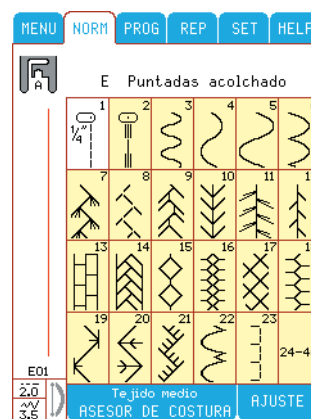 MENU NORM PROG REP SET HELP
A
E Puntadas acolchado
1 2 3 4 5
1/4"
7 8 9 10 11
13 14 15 16 17
19 20 21 22 23
24-4
E01
2.0
3.5
Tejido medio
ASESOR DE COSTURA
AJUSTE